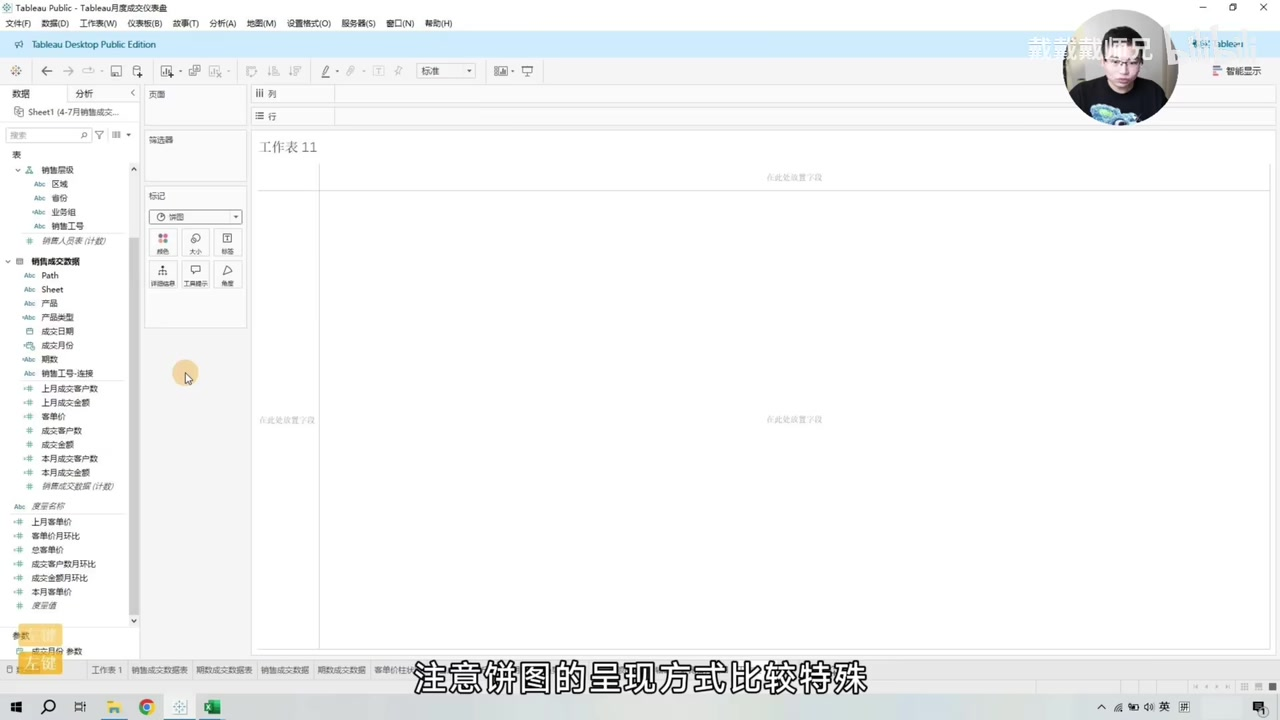 Tableau Public - Tableau月度成交仪表盘
文件(F) 数据(D) 工作表(W) 仪表板(B) 故事(T) 分析(A) 地图(M) 设置格式(O) 服务器(S) 窗口(N) 帮助(H)
Tableau Desktop Public Edition
戴戴戴师兄
标准
智能显示
数据 分析
Sheet1 (4-7月销售成交...
搜索
表
销售层级
Abc 区域
Abc 省份
Abc 业务组
Abc 销售工号
销售人员表 (计数)
销售成交数据
Abc Path
Abc Sheet
Abc 产品
Abc 产品类型
成交日期
成交月份
Abc 期数
Abc 销售工号-连接
上月成交客户数
上月成交金额
客单价
成交客户数
成交金额
本月成交客户数
本月成交金额
销售成交数据 (计数)
Abc 度量名称
上月客单价
客单价月环比
总客单价
成交客户数月环比
成交金额月环比
本月客单价
度量值
参数
成交月份 参数
左键
左键
页面
筛选器
标记
饼图
颜色 大小 标签
详细信息 工具提示 角度
列
行
工作表 11
在此处放置字段
在此处放置字段
在此处放置字段
工作表 1 销售成交数据表 期数成交数据表 销售成交数据 期数成交数据
注意饼图的呈现方式比较特殊
英 拼